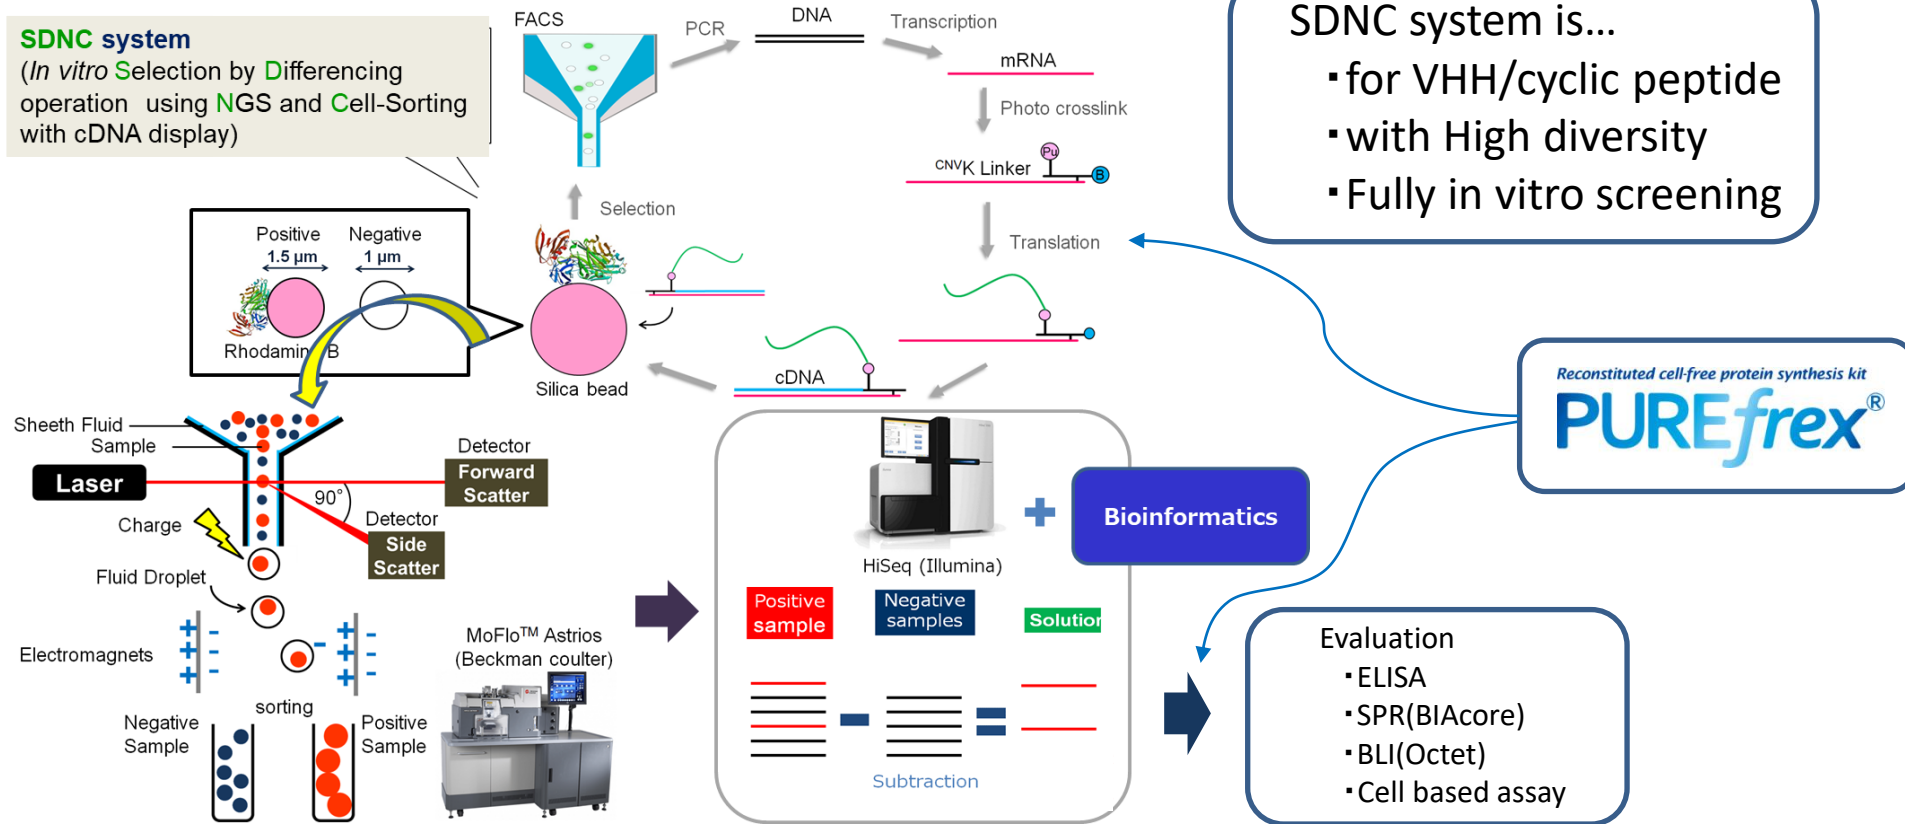 SDNC system
(In vitro Selection by Differencing
operation using NGS and Cell-Sorting
with cDNA display)
FACS
PCR
DNA
Transcription
mRNA
Photo crosslink
Pu
CNVK Linker
B
Translation
Selection
Positive
1.5 µm
Negative
1 µm
Rhodamin B
Silica bead
cDNA
SDNC system is…
・for VHH/cyclic peptide
・with High diversity
・Fully in vitro screening
Reconstituted cell-free protein synthesis kit
PUREfrex®
Sheeth Fluid
Sample
Laser
Detector
Forward
Scatter
90°
Detector
Side
Scatter
Charge
Fluid Droplet
Electromagnets
+ -
+ -
+ -
-
+ -
+ -
+ -
sorting
Negative
Sample
Positive
Sample
MoFlo™ Astrios
(Beckman coulter)
HiSeq (Illumina)
+
Bioinformatics
Positive
sample
Negative
samples
Solution
- =
Subtraction
Evaluation
・ELISA
・SPR(BIAcore)
・BLI(Octet)
・Cell based assay